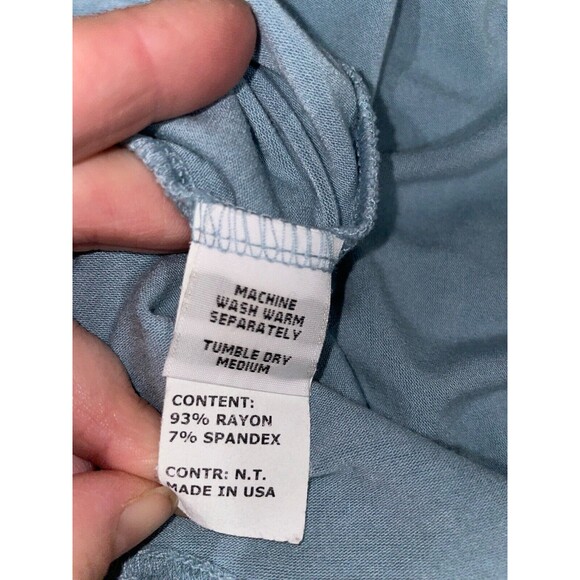 MACHINE
WASH WARM
SEPARATELY
TUMBLE DRY
MEDIUM
CONTENT:
93% RAYON
7% SPANDEX
CONTR: N.T.
MADE IN USA